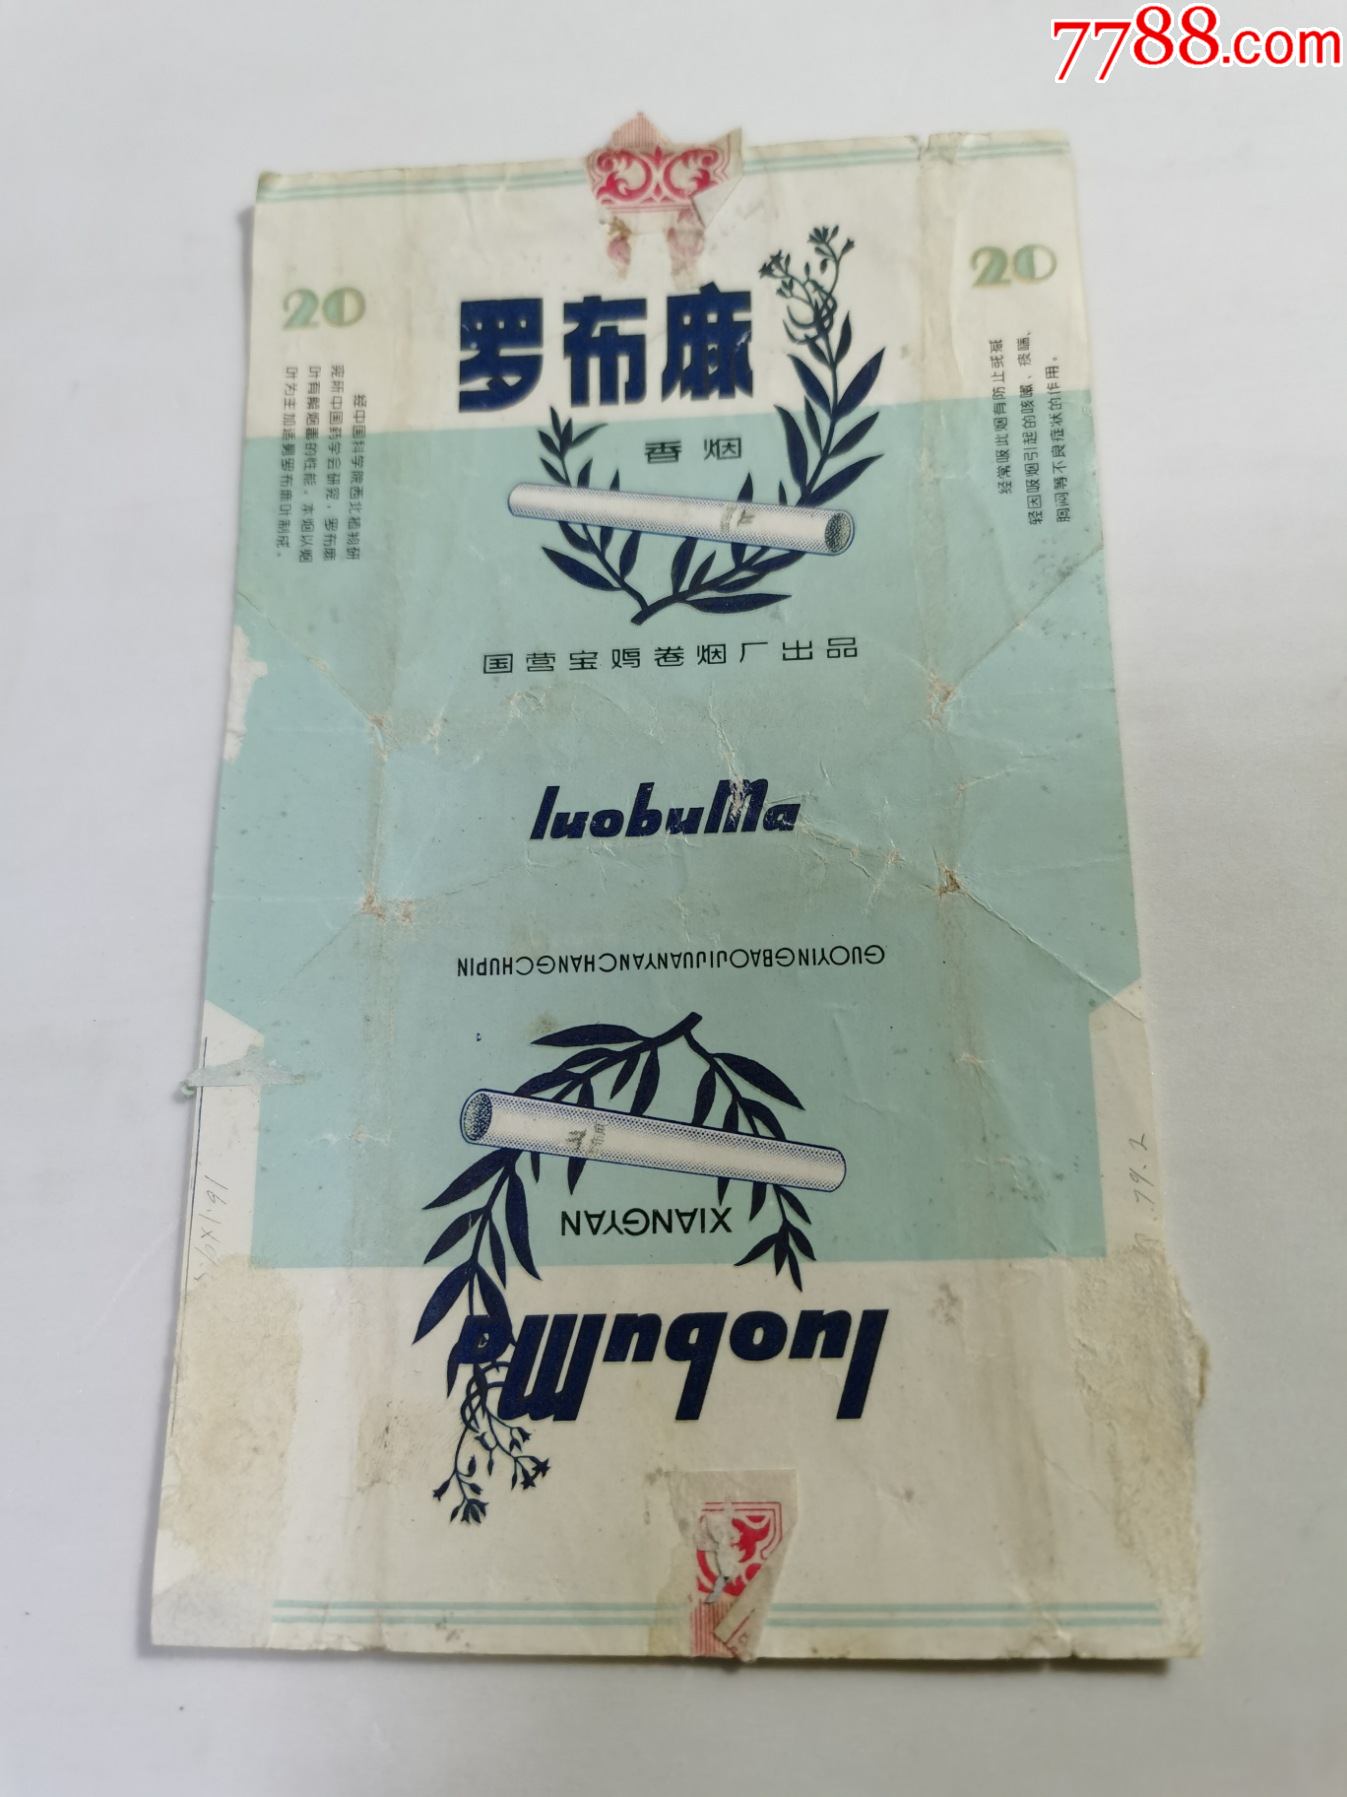 7788.com
20
20
罗布麻
香烟
经中国科学院西北植物研
究所中国药学会研究，罗布麻
叶有解烟毒的性能，本烟以烟
叶为主加适量罗布麻叶制成。
经常吸此烟有防止或减
轻因吸烟引起的咳嗽、痰喘、
胸闷等不良症状的作用。
国营宝鸡卷烟厂出品
luobuMa
GUOYINGBAOJIJUANYANCHANGCHUPIN
XIANGYAN
luobuMa
79.2